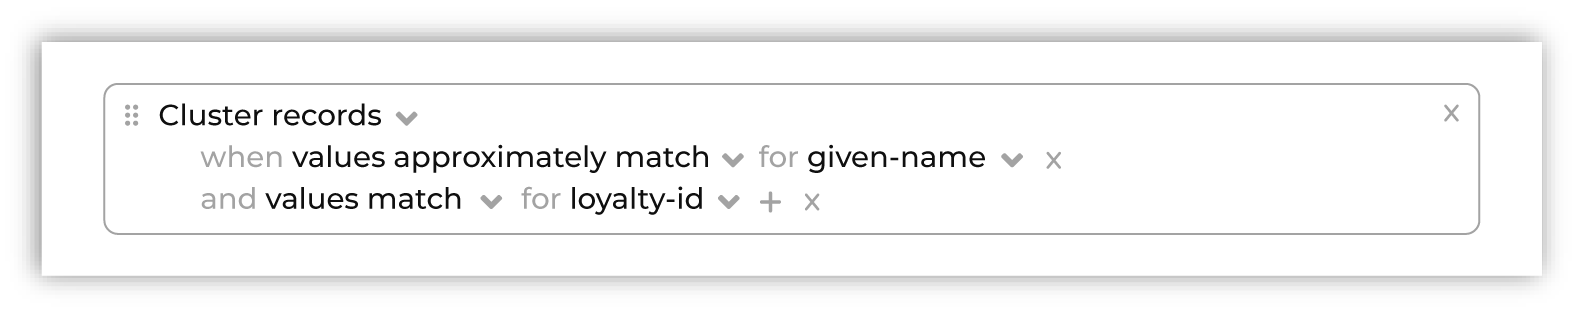 Cluster records
when values approximately match for given-name x
and values match for loyalty-id + x
x